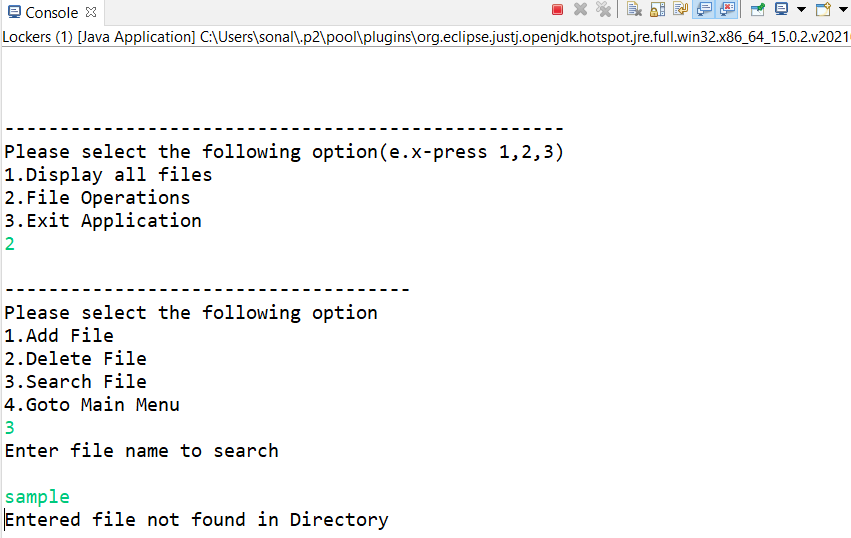 Console
Lockers (1) [Java Application] C:\Users\sonal\.p2\pool\plugins\org.eclipse.justj.openjdk.hotspot.jre.full.win32.x86_64_15.0.2.v2021
---------------------------------------------------
Please select the following option(e.x-press 1,2,3)
1.Display all files
2.File Operations
3.Exit Application
2
-------------------------------------
Please select the following option
1.Add File
2.Delete File
3.Search File
4.Goto Main Menu
3
Enter file name to search
sample
Entered file not found in Directory